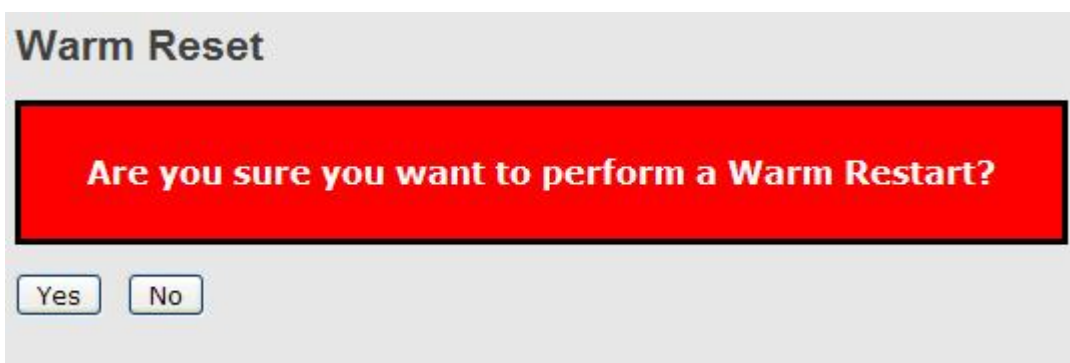 Warm Reset
Are you sure you want to perform a Warm Restart?
Yes No